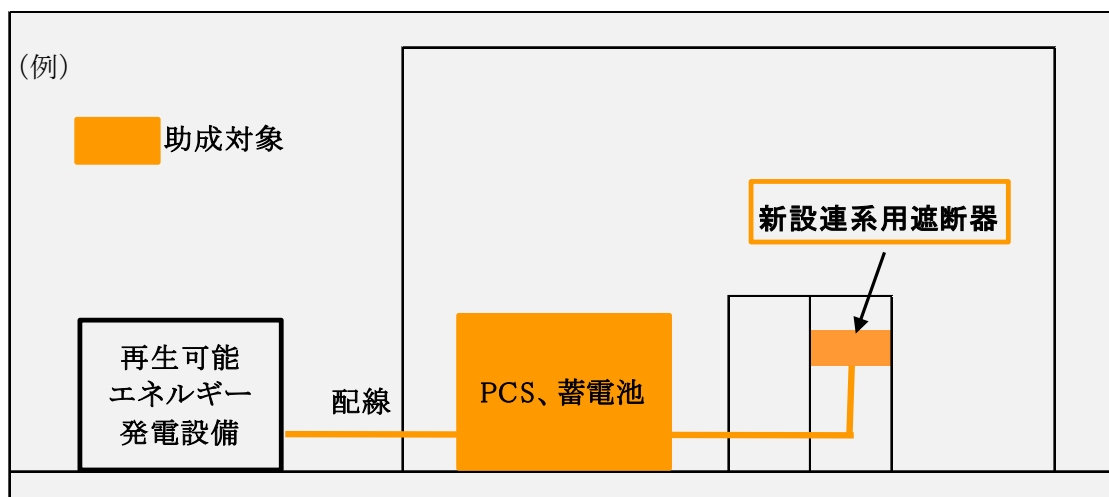 （例）
助成対象
新設連系用遮断器
再生可能
エネルギー
発電設備
配線
PCS、蓄電池